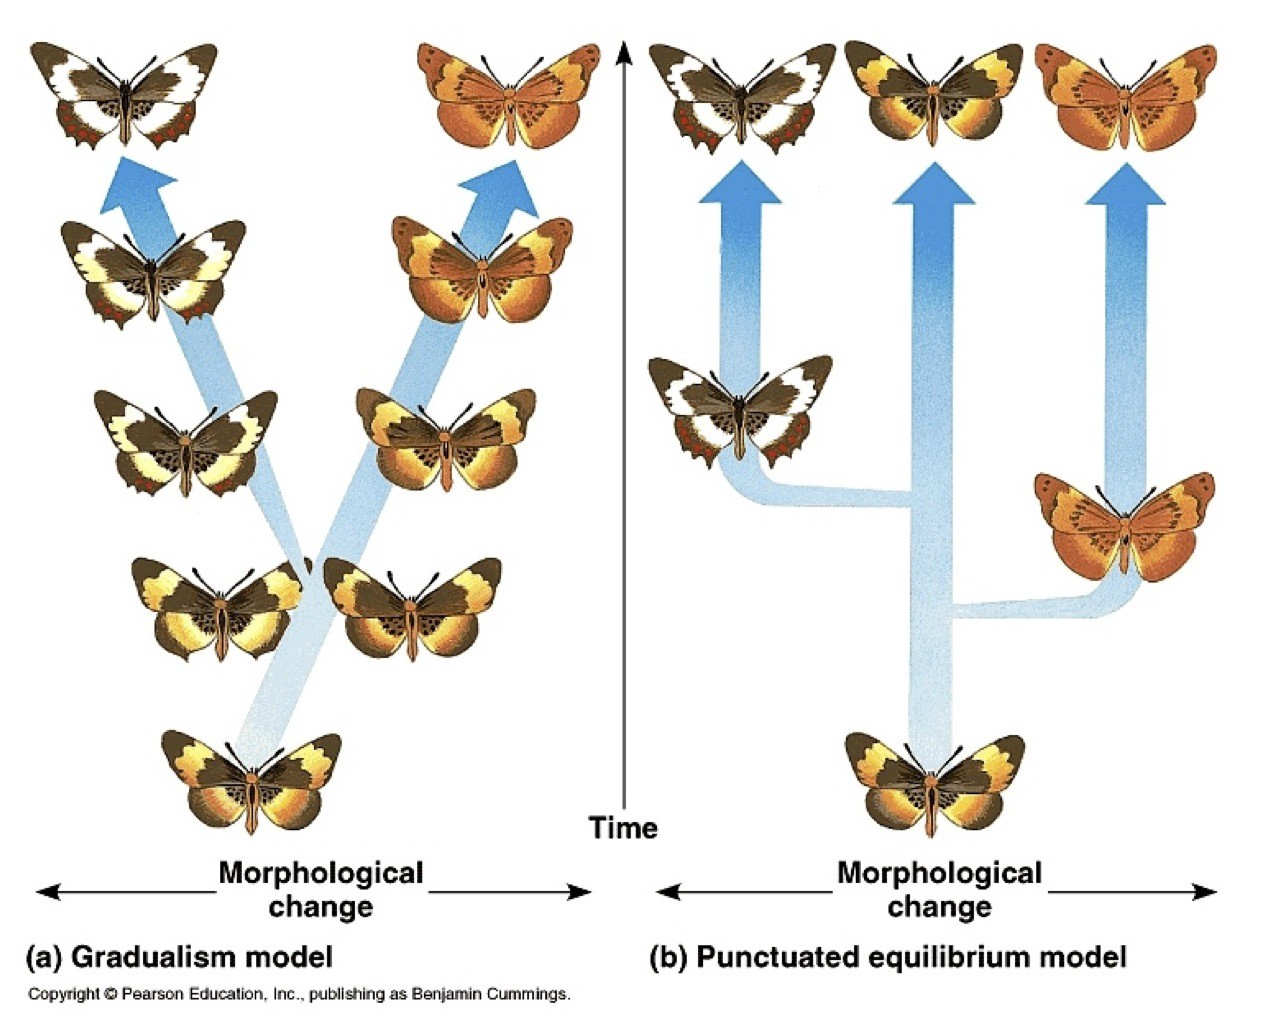 Time
Morphological
change
Morphological
change
(a) Gradualism model
(b) Punctuated equilibrium model
Copyright © Pearson Education, Inc., publishing as Benjamin Cummings.